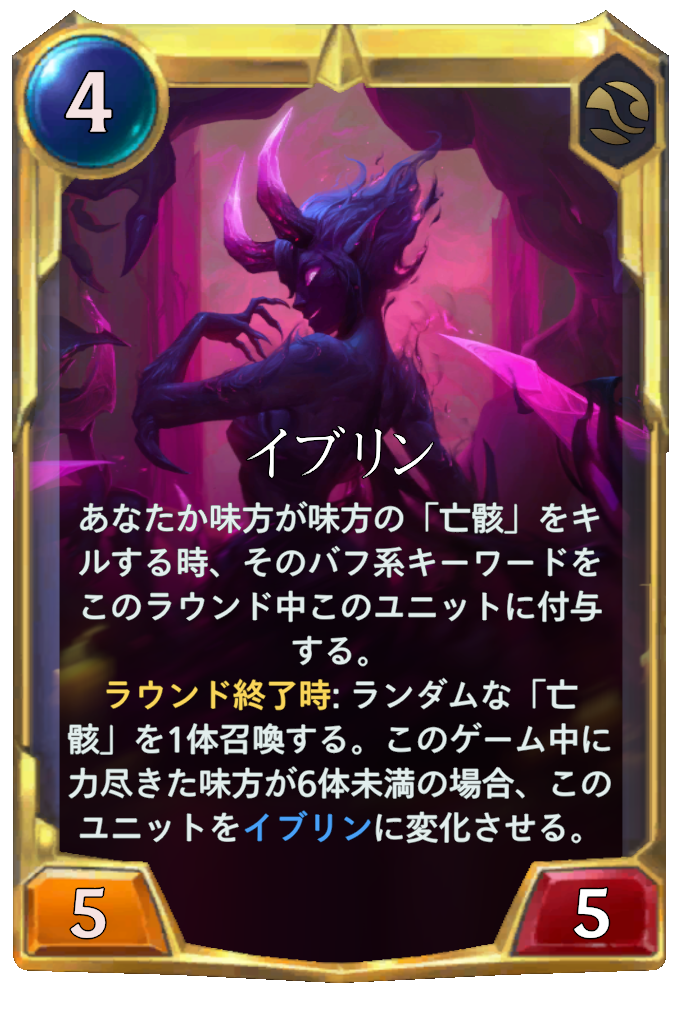 4
イブリン
あなたか味方が味方の「亡骸」をキ
ルする時、そのバフ系キーワードを
このラウンド中このユニットに付与
する。
ラウンド終了時: ランダムな「亡
骸」を1体召喚する。このゲーム中に
力尽きた味方が6体未満の場合、この
ユニットをイブリンに変化させる。
5
5